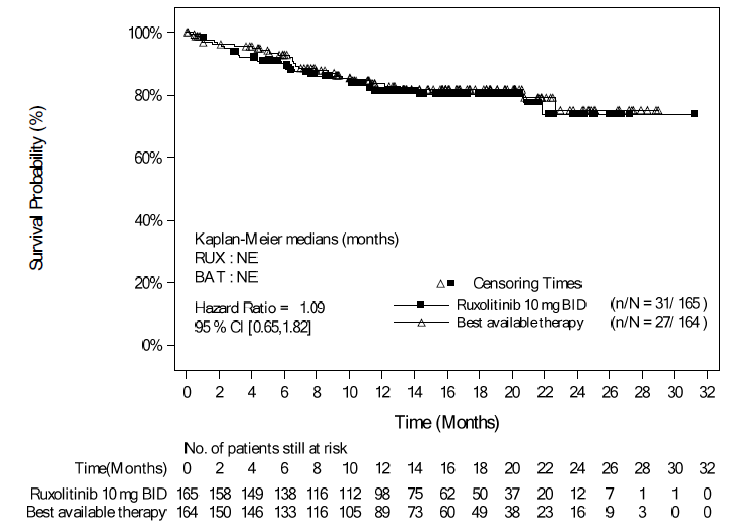 Survival Probability (%)
100%
80%
60%
40%
20%
0%
Kaplan-Meier medians (months)
RUX : NE
BAT : NE
Hazard Ratio = 1.09
95 % CI [0.65,1.82]
Censoring Times
Ruxolitinib 10 mg BID (n/N = 31/ 165)
Best available therapy (n/N = 27/ 164 )
0 2 4 6 8 10 12 14 16 18 20 22 24 26 28 30 32
Time (Months)
No. of patients still at risk
Time(Months) 0 2 4 6 8 10 12 14 16 18 20 22 24 26 28 30 32
Ruxolitinib 10 mg BID 165 158 149 138 116 112 98 75 62 50 37 20 12 7 1 1 0
Best available therapy 164 150 146 133 116 105 89 73 60 49 38 23 16 9 3 0 0